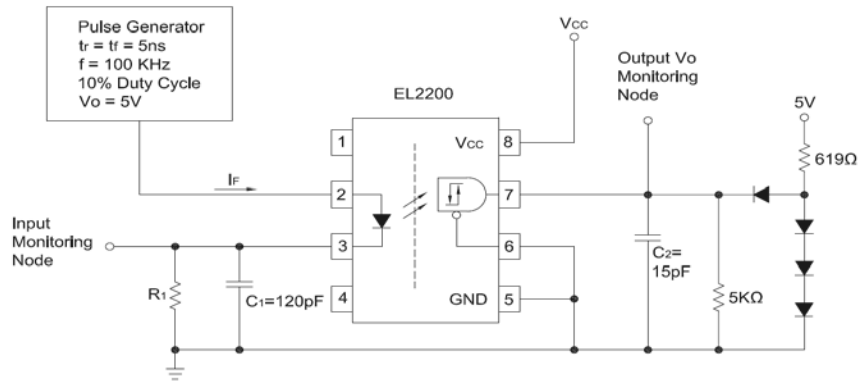 Pulse Generator
tr = tf = 5ns
f = 100 KHz
10% Duty Cycle
Vo = 5V
VCC
Output Vo
Monitoring
Node
EL2200
5V
1
VCC
8
619Ω
IF
2
7
Input
Monitoring
Node
3
6
C2=
15pF
R1
C1=120pF
4
GND
5
5KΩ